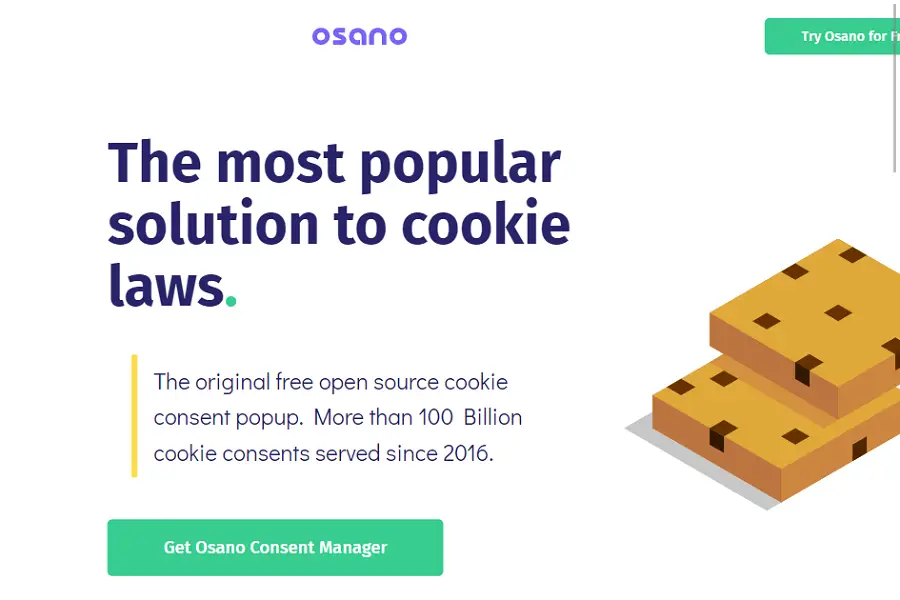 osano
Try Osano for Fr
The most popular
solution to cookie
laws.
The original free open source cookie
consent popup.  More than 100  Billion
cookie consents served since 2016.
Get Osano Consent Manager